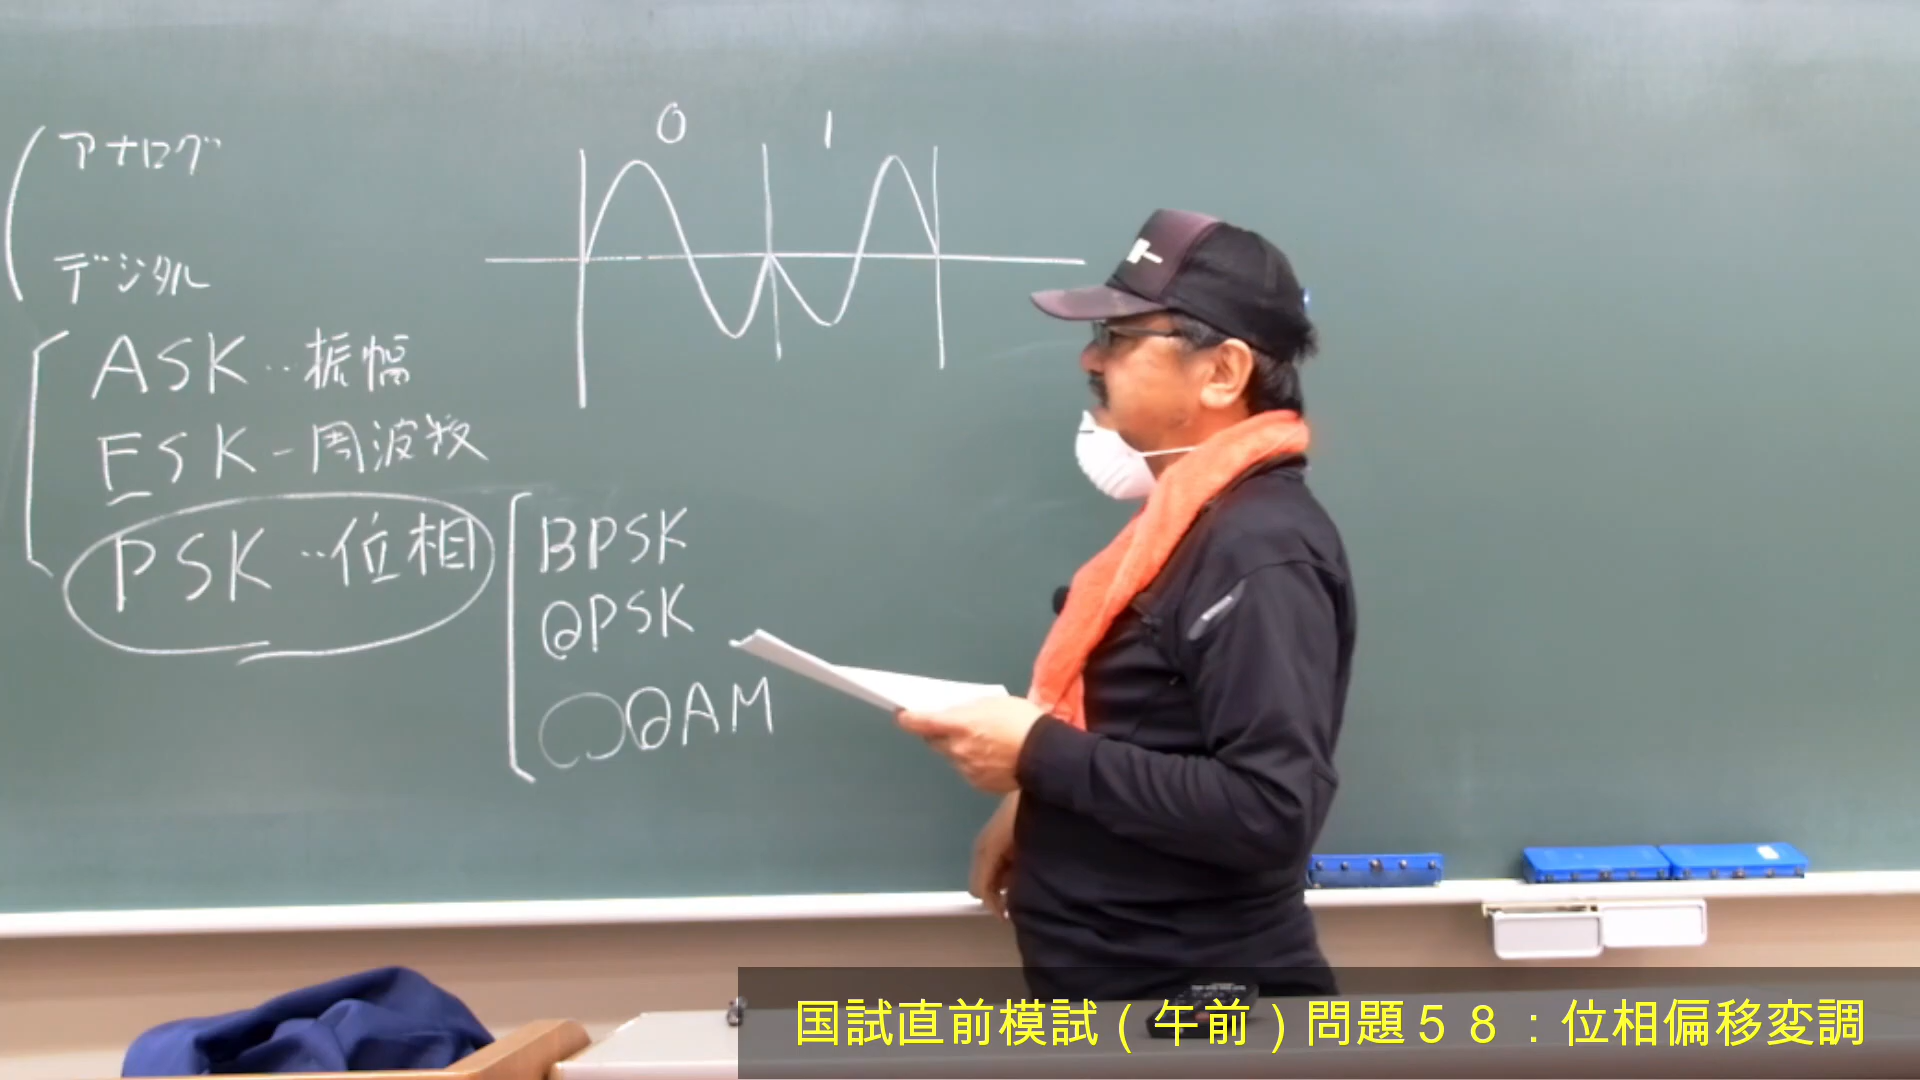 アナログ
デジタル
ASK‥振幅
FSK-周波数
PSK‥位相
0 1
BPSK
QPSK
○QAM
国試直前模試(午前)問題58:位相偏移変調